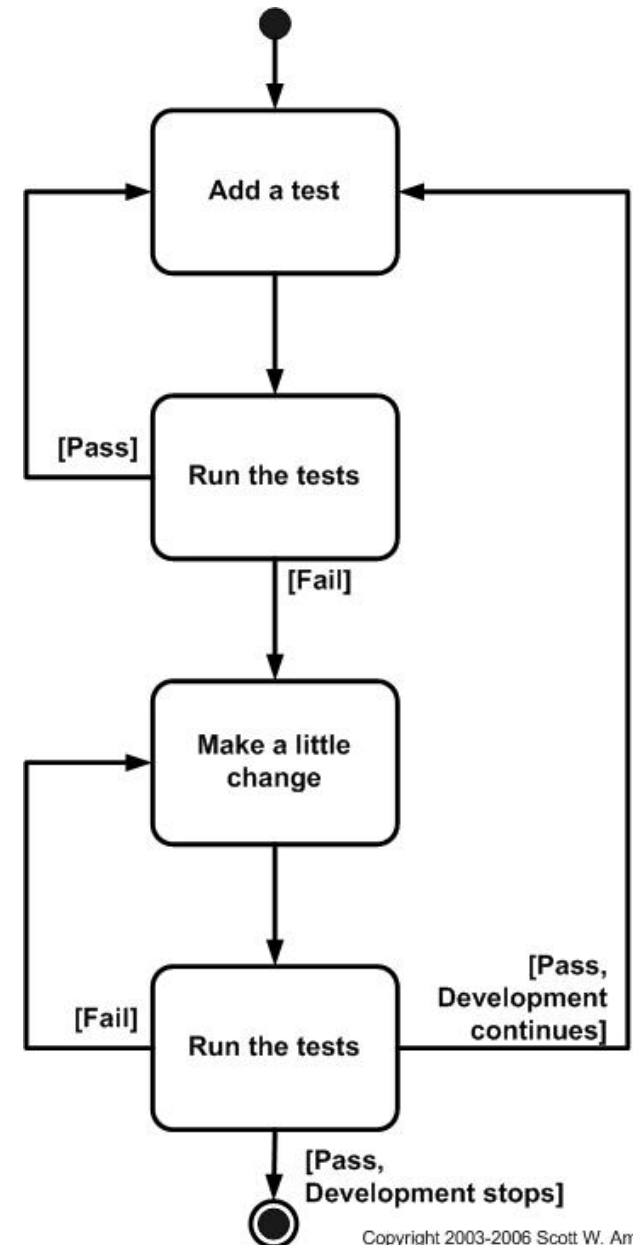 Add a test
[Pass]
Run the tests
[Fail]
Make a little
change
[Fail]
Run the tests
[Pass,
Development
continues]
[Pass,
Development stops]
Copyright 2003-2006 Scott W. Am